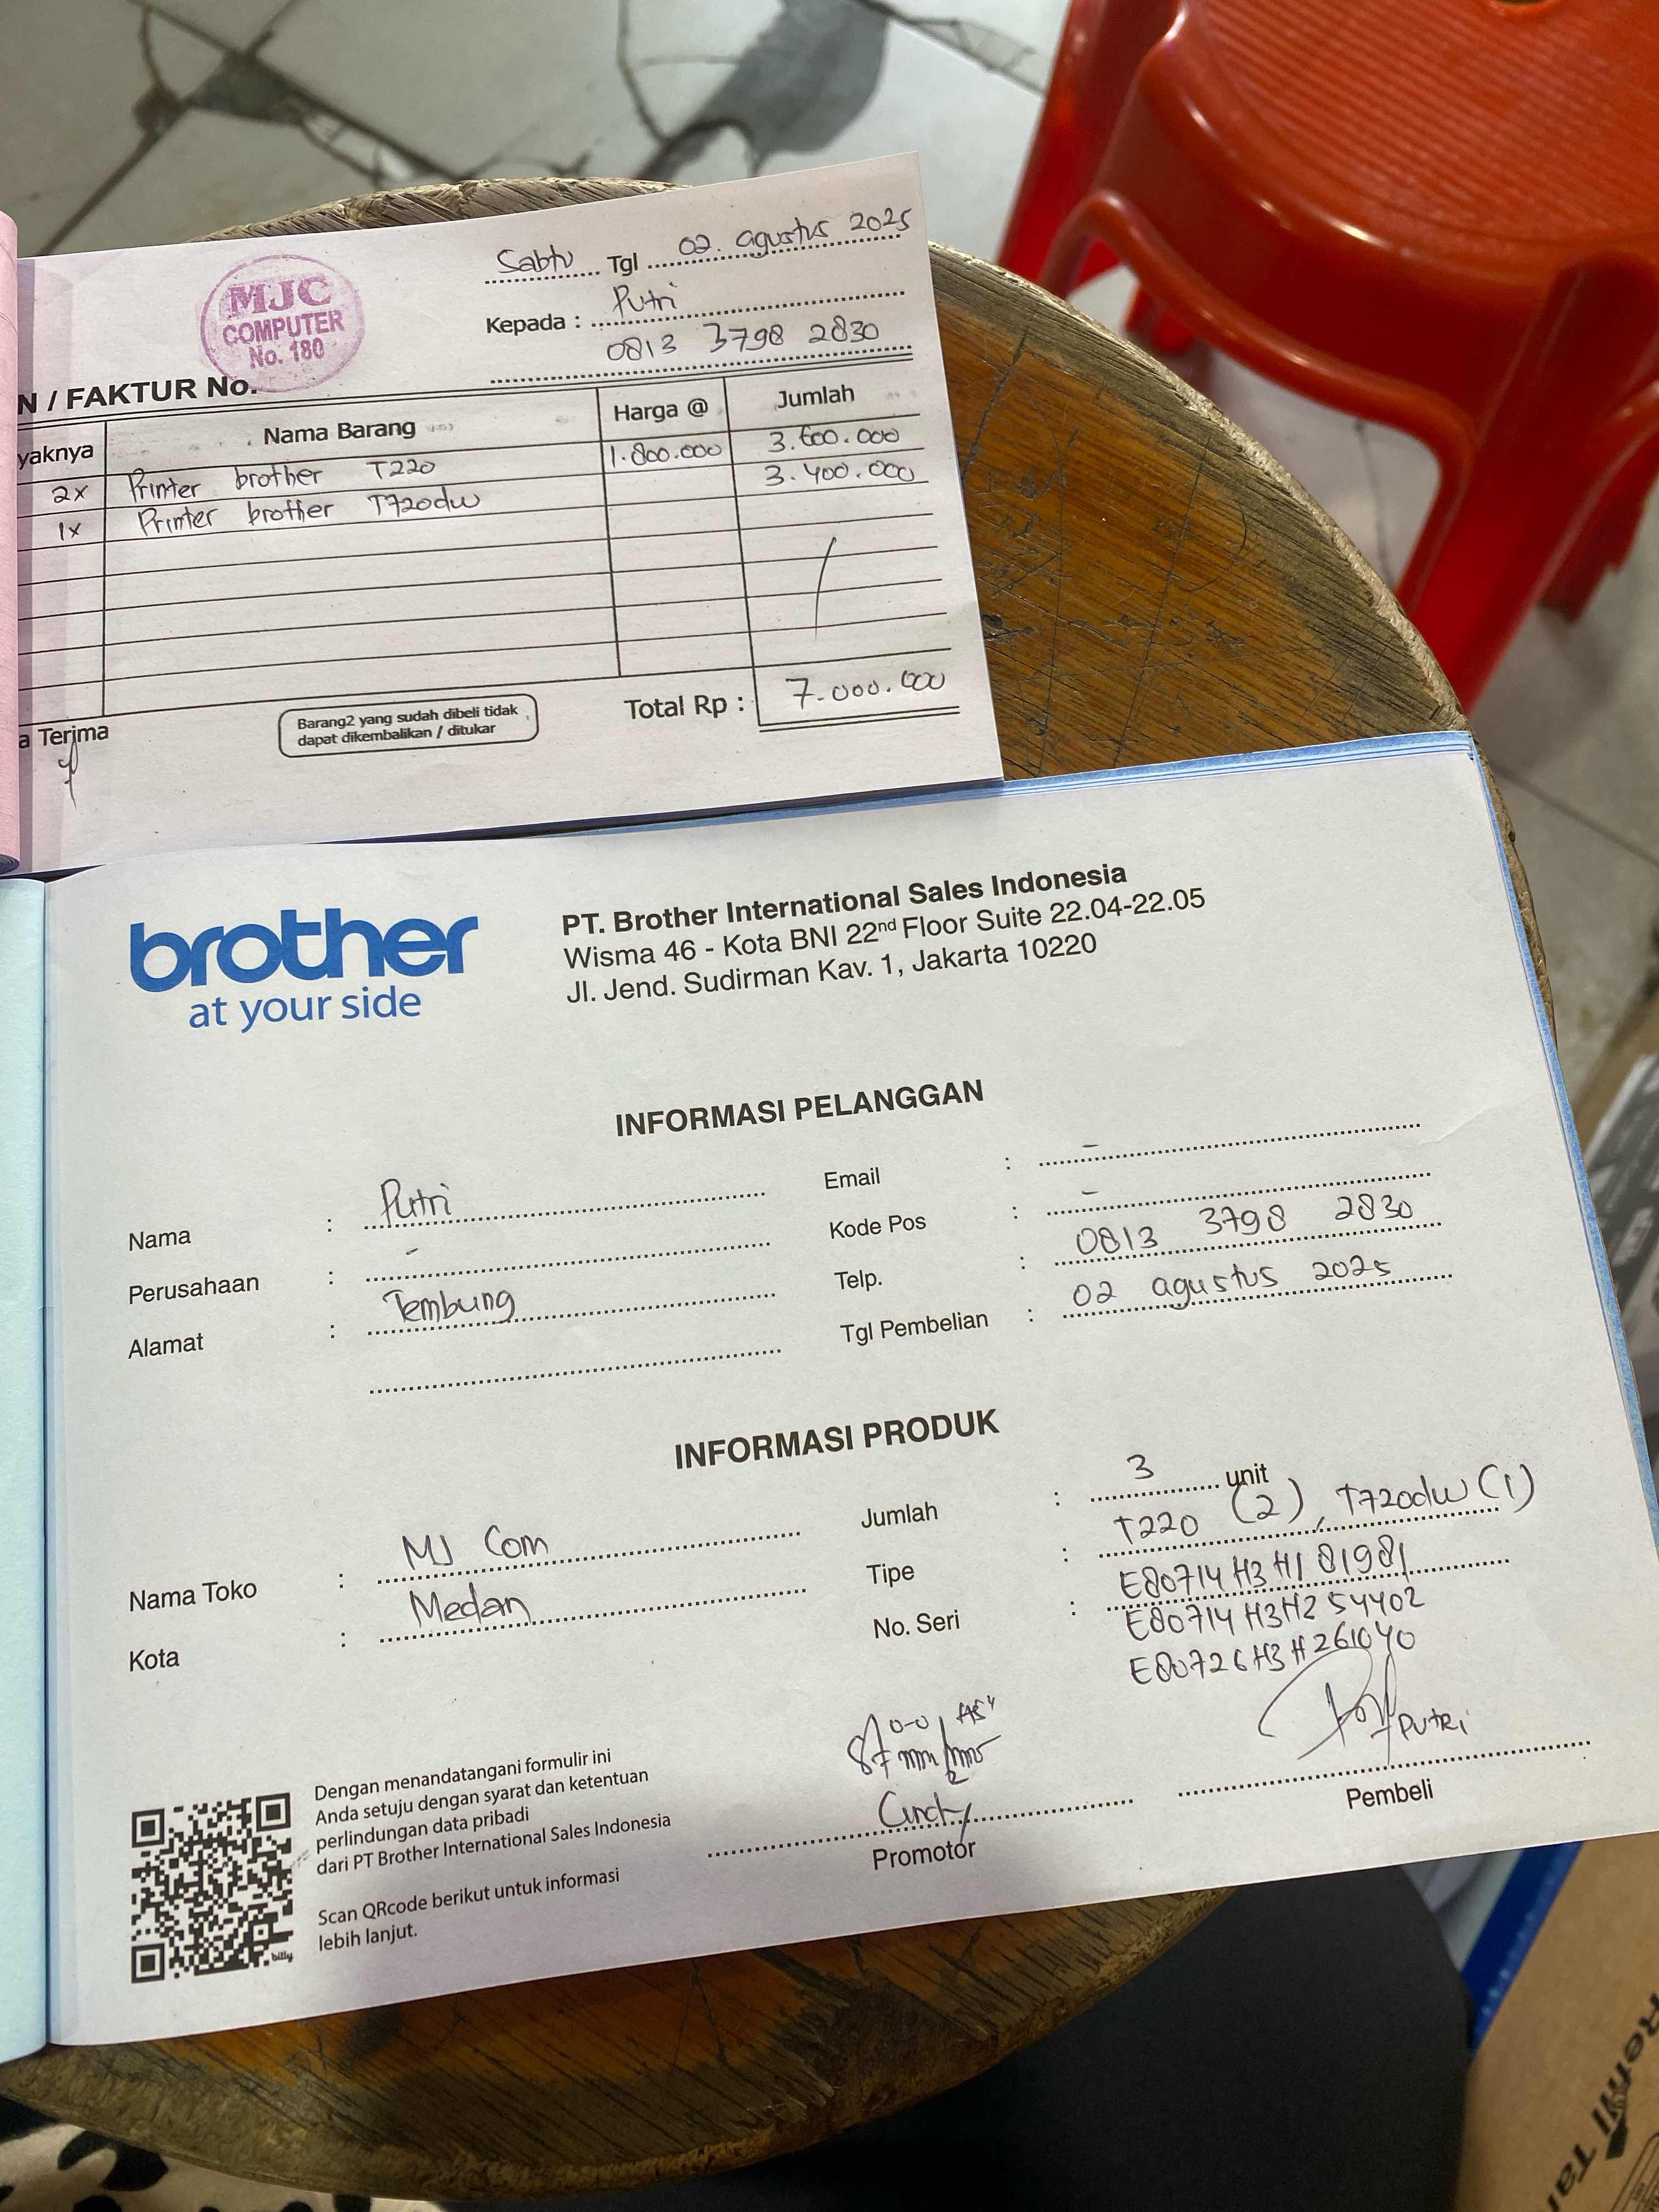 Sabtu Tgl 02. agustus 2025
MJC
COMPUTER
No. 180
Kepada : Putri
0813 3798 2830
N / FAKTUR No.
yaknya Nama Barang Harga @ Jumlah
2x Printer brother T220 1.800.000 3.600.000
1x Printer brother T720dw 3.400.000
Total Rp : 7.000.000
a Terima
Barang2 yang sudah dibeli tidak
dapat dikembalikan / ditukar
brother
at your side
PT. Brother International Sales Indonesia
Wisma 46 - Kota BNI 22nd Floor Suite 22.04-22.05
Jl. Jend. Sudirman Kav. 1, Jakarta 10220
INFORMASI PELANGGAN
Nama : Putri
Perusahaan : -
Alamat : Tembung
Email : -
Kode Pos : -
Telp. : 0813 3798 2830
Tgl Pembelian : 02 agustus 2025
INFORMASI PRODUK
Nama Toko : MJ Com
Kota : Medan
Jumlah : 3 unit
Tipe : T220 (2), T720dw (1)
No. Seri : E80714H3H181981
E80714H3H254402
E80726H3H261040
Dengan menandatangani formulir ini
Anda setuju dengan syarat dan ketentuan
perlindungan data pribadi
dari PT Brother International Sales Indonesia
Scan QRcode berikut untuk informasi
lebih lanjut.
bitly
Cindy
Promotor
PUTRI
Pembeli